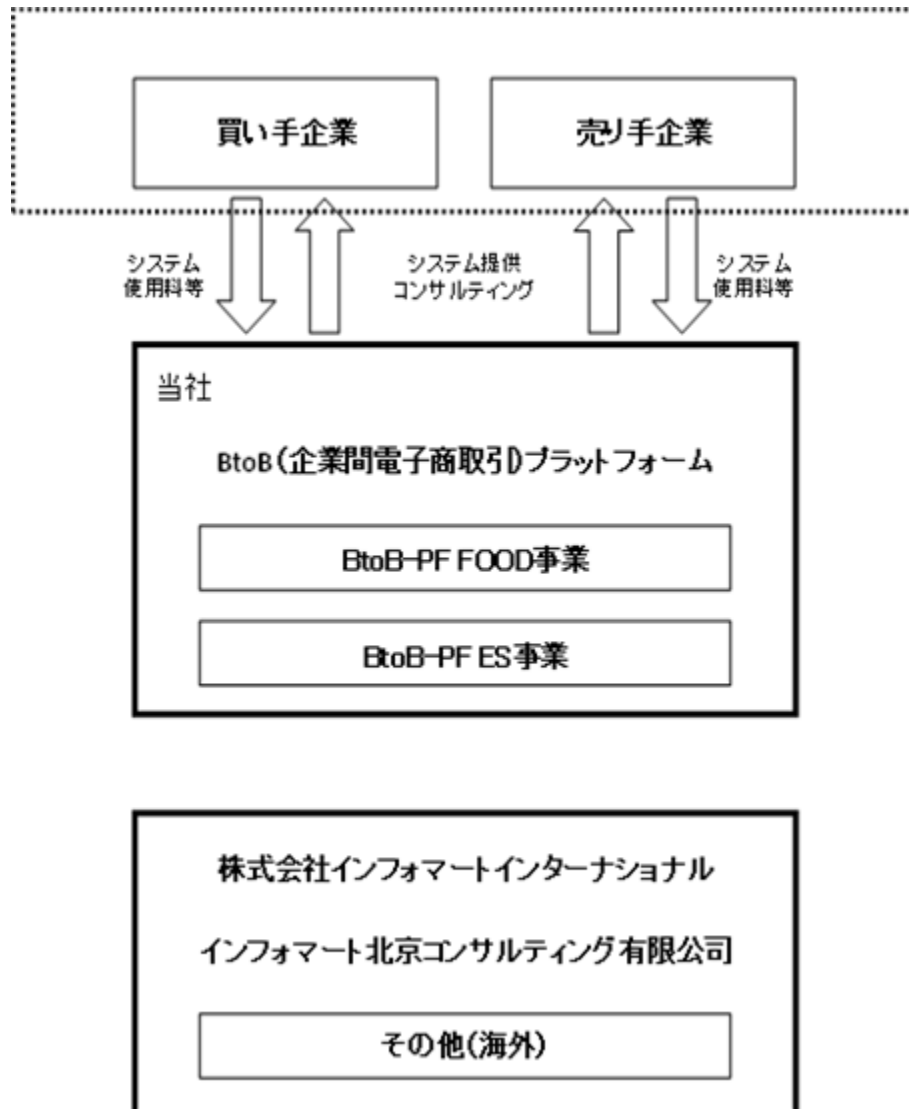 買い手企業
売り手企業
システム
使用料等
システム提供
コンサルティング
システム
使用料等
当社
BtoB(企業間電子商取引)プラットフォーム
BtoB-PF FOOD事業
BtoB-PF ES事業
株式会社インフォマートインターナショナル
インフォマート北京コンサルティング有限公司
その他(海外)